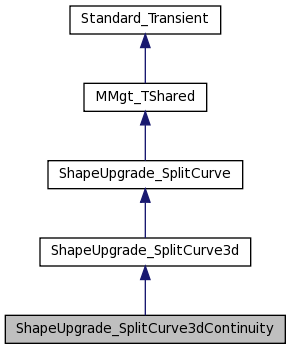 Standard_Transient
MMgt_TShared
ShapeUpgrade_SplitCurve
ShapeUpgrade_SplitCurve3d
ShapeUpgrade_SplitCurve3dContinuity